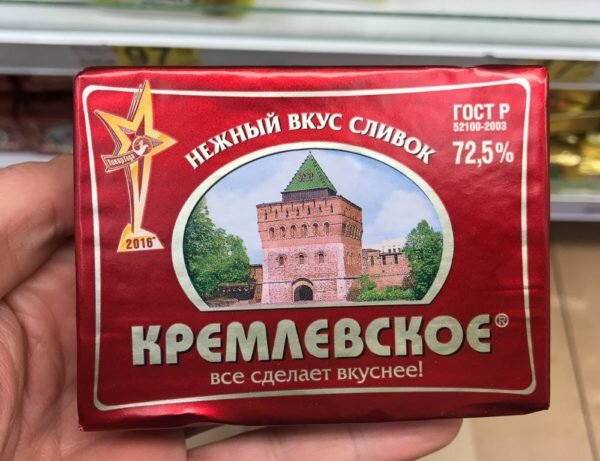 НЕЖНЫЙ ВКУС СЛИВОК
ГОСТ Р
52100-2003
72,5%
2016
КРЕМЛЕВСКОЕ®
все сделает вкуснее!